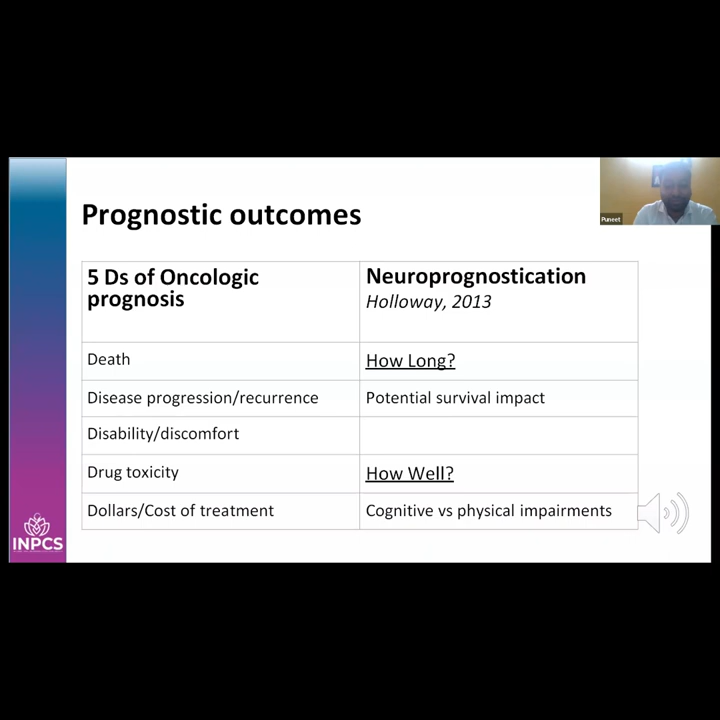 Puneet
Prognostic outcomes
5 Ds of Oncologic
prognosis
Neuroprognostication
Holloway, 2013
Death
How Long?
Disease progression/recurrence
Potential survival impact
Disability/discomfort
Drug toxicity
How Well?
Dollars/Cost of treatment
Cognitive vs physical impairments
INPCS